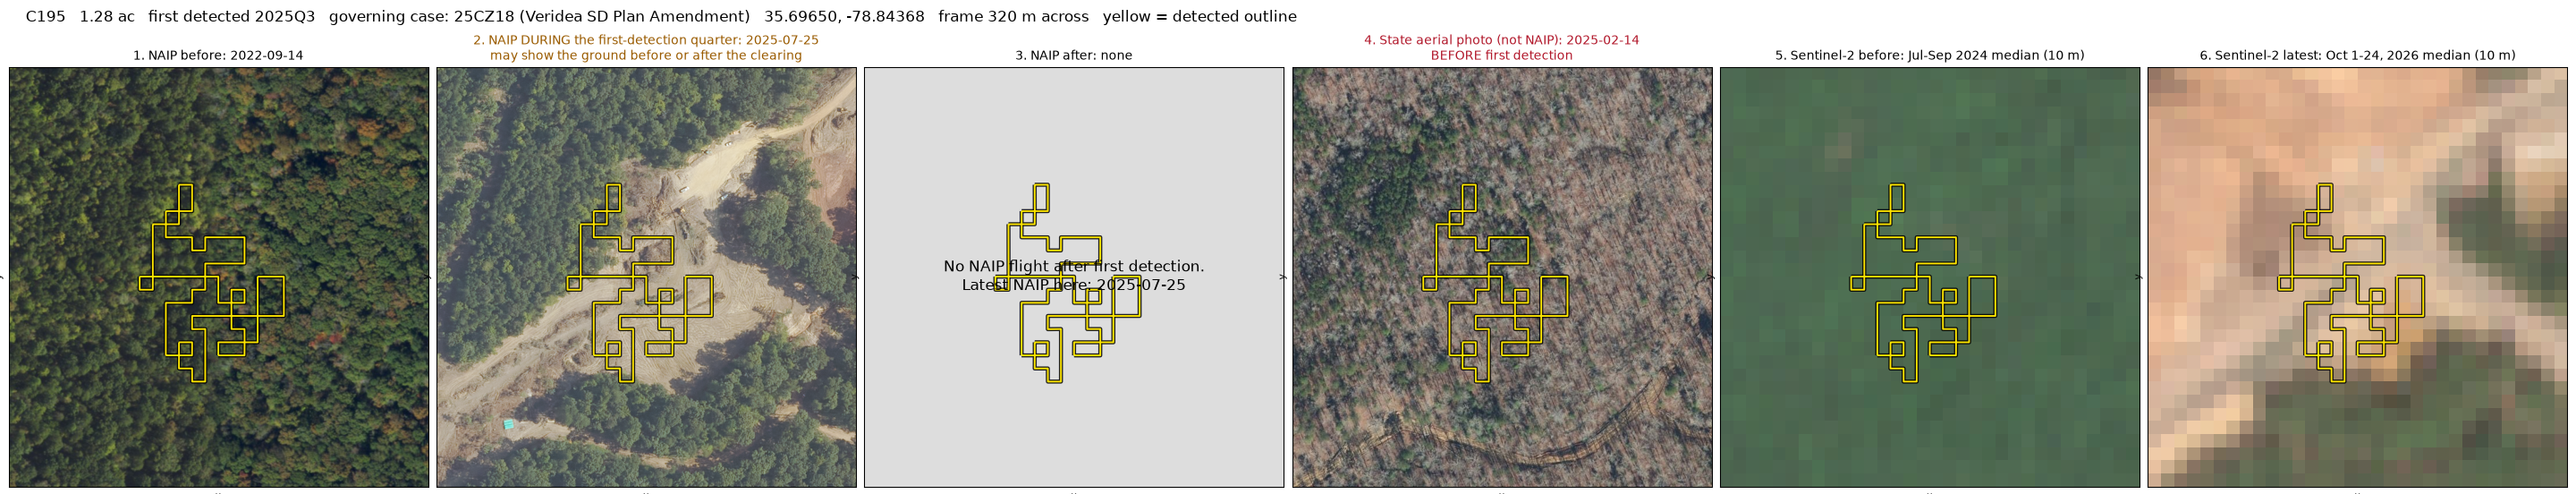 C195   1.28 ac   first detected 2025Q3   governing case: 25CZ18 (Veridea SD Plan Amendment)   35.69650, -78.84368   frame 320 m across   yellow = detected outline
1. NAIP before: 2022-09-14
2. NAIP DURING the first-detection quarter: 2025-07-25
may show the ground before or after the clearing
3. NAIP after: none
4. State aerial photo (not NAIP): 2025-02-14
BEFORE first detection
5. Sentinel-2 before: Jul-Sep 2024 median (10 m)
6. Sentinel-2 latest: Oct 1-24, 2026 median (10 m)
No NAIP flight after first detection.
Latest NAIP here: 2025-07-25